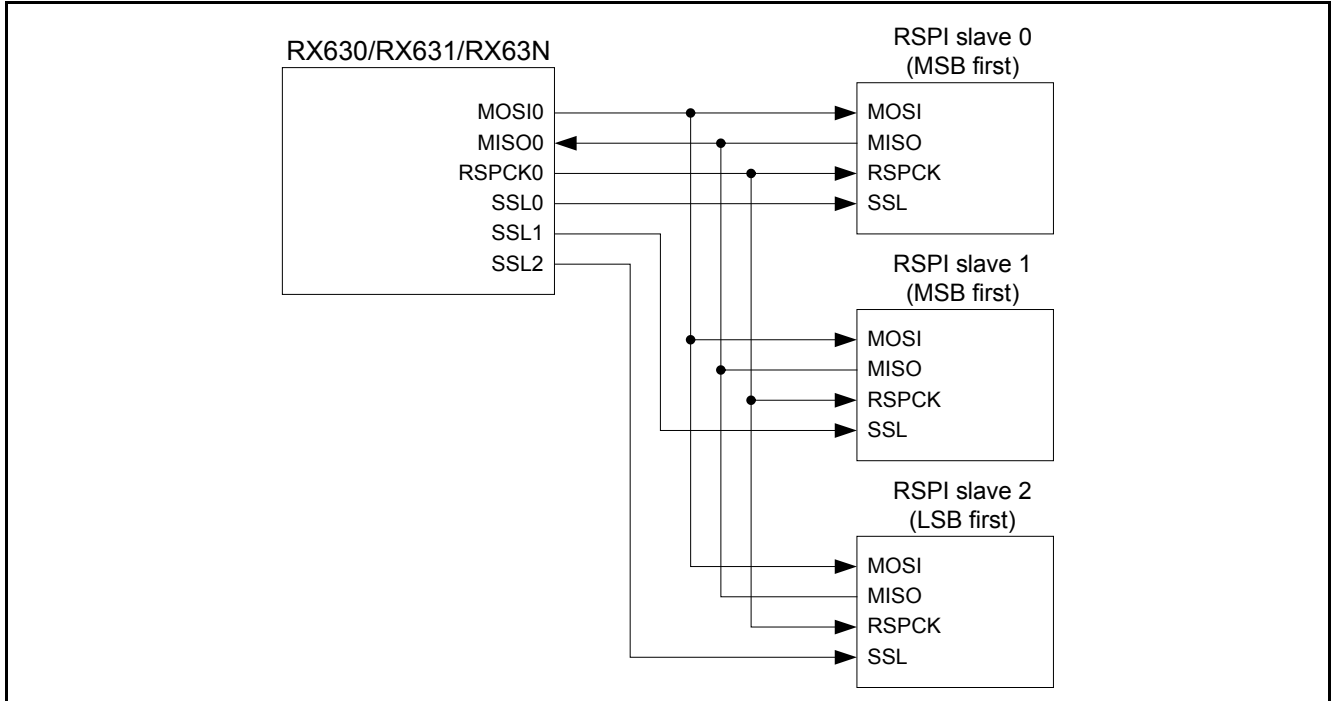 RX630/RX631/RX63N
MOSI0
MISO0
RSPCK0
SSL0
SSL1
SSL2
RSPI slave 0
(MSB first)
MOSI
MISO
RSPCK
SSL
RSPI slave 1
(MSB first)
MOSI
MISO
RSPCK
SSL
RSPI slave 2
(LSB first)
MOSI
MISO
RSPCK
SSL